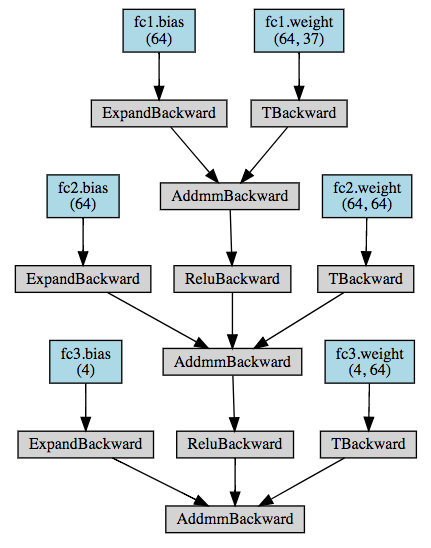 fc1.bias
(64)
fc1.weight
(64, 37)
ExpandBackward
TBackward
AddmmBackward
fc2.bias
(64)
fc2.weight
(64, 64)
ExpandBackward
ReluBackward
TBackward
AddmmBackward
fc3.bias
(4)
fc3.weight
(4, 64)
ExpandBackward
ReluBackward
TBackward
AddmmBackward